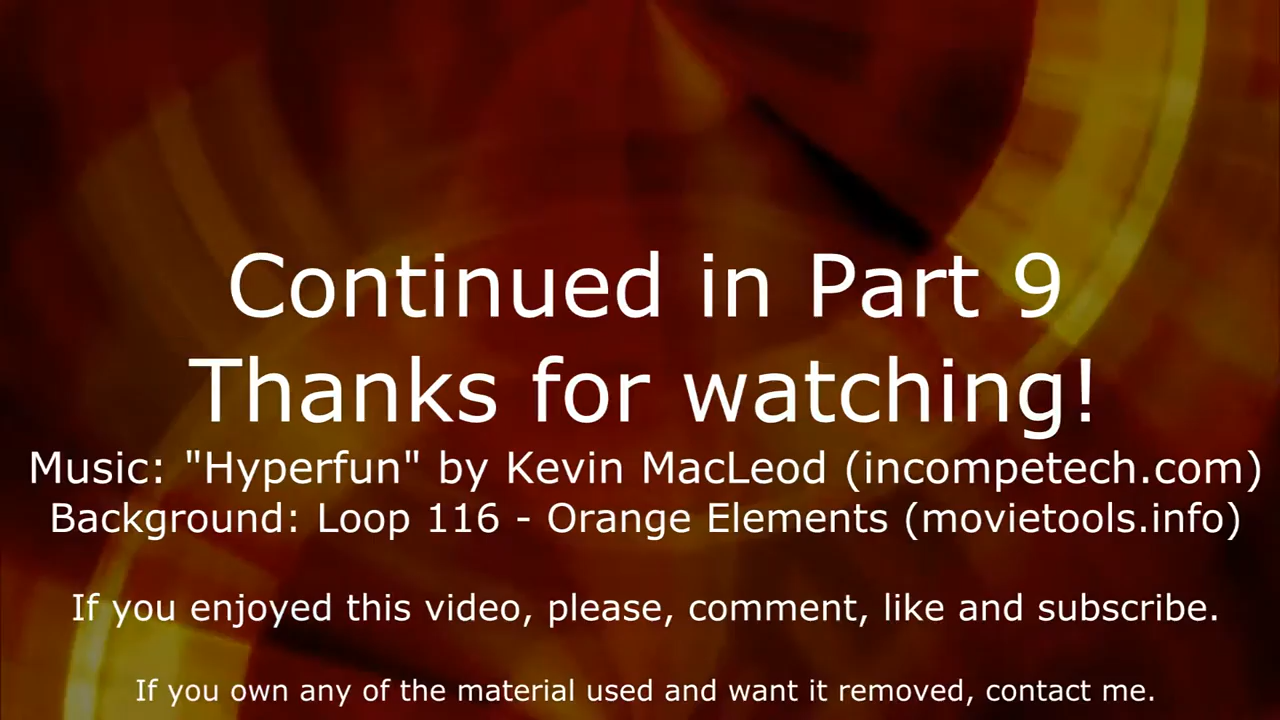 Continued in Part 9
Thanks for watching!
Music: "Hyperfun" by Kevin MacLeod (incompetech.com)
Background: Loop 116 - Orange Elements (movietools.info)
If you enjoyed this video, please, comment, like and subscribe.
If you own any of the material used and want it removed, contact me.